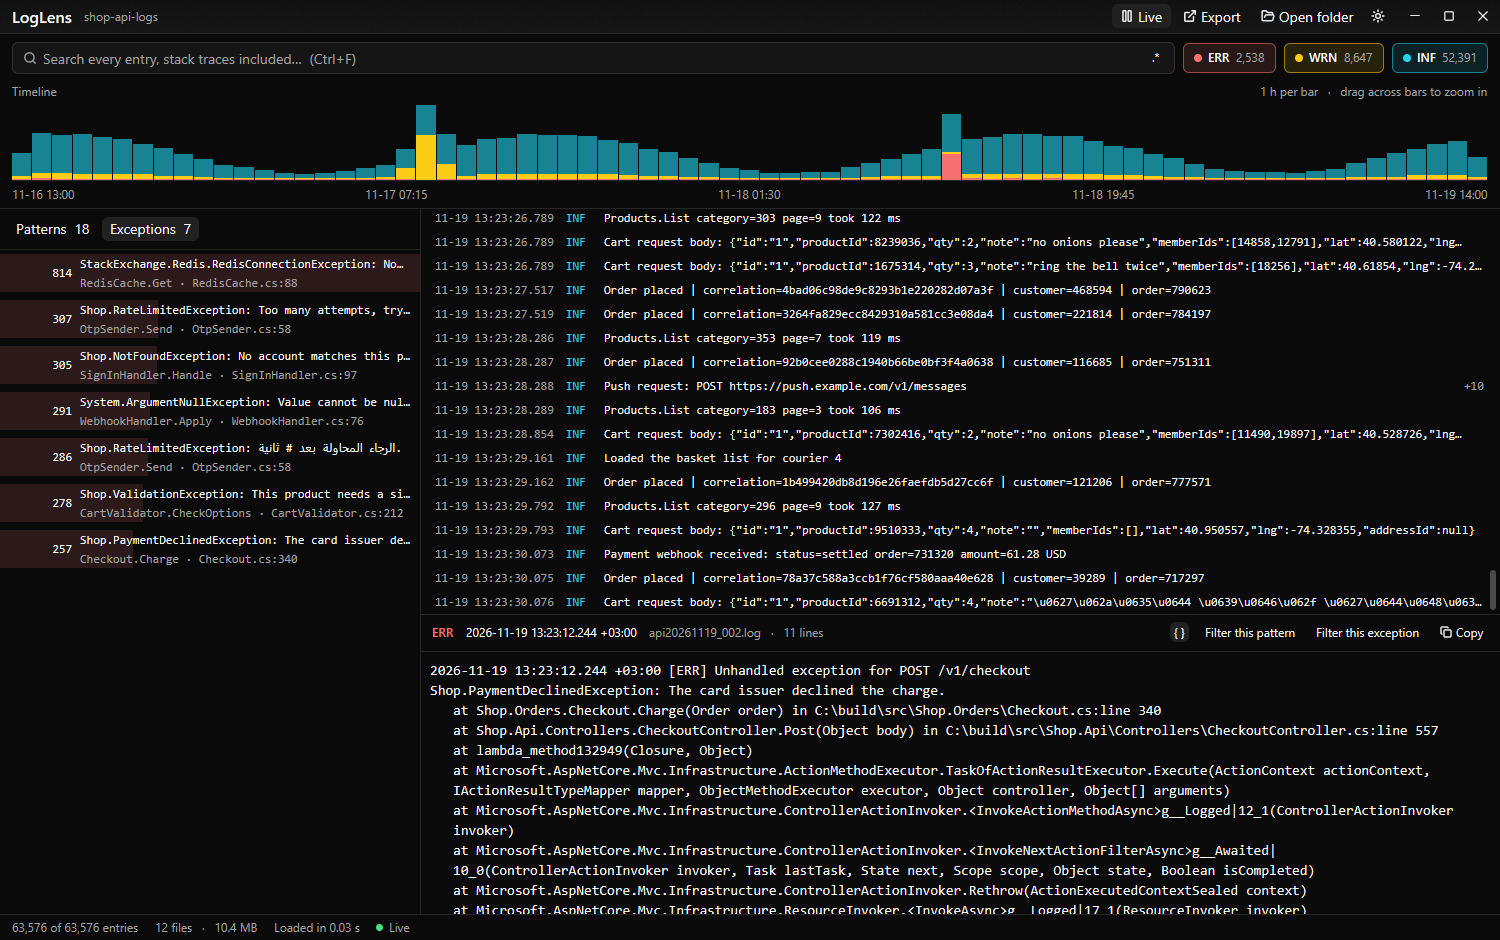 LogLens shop-api-logs Live Export Open folder
Search every entry, stack traces included... (Ctrl+F) .* ERR 2,538 WRN 8,647 INF 52,391
Timeline 1 h per bar · drag across bars to zoom in
11-16 13:00 11-17 07:15 11-18 01:30 11-18 19:45 11-19 14:00
Patterns 18 Exceptions 7
814 StackExchange.Redis.RedisConnectionException: No…
RedisCache.Get · RedisCache.cs:88
307 Shop.RateLimitedException: Too many attempts, try…
OtpSender.Send · OtpSender.cs:58
305 Shop.NotFoundException: No account matches this p…
SignInHandler.Handle · SignInHandler.cs:97
291 System.ArgumentNullException: Value cannot be nul…
WebhookHandler.Apply · WebhookHandler.cs:76
286 Shop.RateLimitedException: الرجاء المحاولة بعد # ثانية.
OtpSender.Send · OtpSender.cs:58
278 Shop.ValidationException: This product needs a si…
CartValidator.CheckOptions · CartValidator.cs:212
257 Shop.PaymentDeclinedException: The card issuer de…
Checkout.Charge · Checkout.cs:340
11-19 13:23:26.789 INF Products.List category=303 page=9 took 122 ms
11-19 13:23:26.789 INF Cart request body: {"id":"1","productId":8239036,"qty":2,"note":"no onions please","memberIds":[14858,12791],"lat":40.580122,"lng…
11-19 13:23:26.789 INF Cart request body: {"id":"1","productId":1675314,"qty":3,"note":"ring the bell twice","memberIds":[18256],"lat":40.61854,"lng":-74.2…
11-19 13:23:27.517 INF Order placed | correlation=4bad06c98de9c8293b1e220282d07a3f | customer=468594 | order=790623
11-19 13:23:27.519 INF Order placed | correlation=3264fa829ecc8429310a581cc3e08da4 | customer=221814 | order=784197
11-19 13:23:28.286 INF Products.List category=353 page=7 took 119 ms
11-19 13:23:28.287 INF Order placed | correlation=92b0cee0288c1940b66be0bf3f4a0638 | customer=116685 | order=751311
11-19 13:23:28.288 INF Push request: POST https://push.example.com/v1/messages +10
11-19 13:23:28.289 INF Products.List category=183 page=3 took 106 ms
11-19 13:23:28.854 INF Cart request body: {"id":"1","productId":7302416,"qty":2,"note":"no onions please","memberIds":[11490,19897],"lat":40.528726,"lng…
11-19 13:23:29.161 INF Loaded the basket list for courier 4
11-19 13:23:29.162 INF Order placed | correlation=1b499420db8d196e26faefdb5d27cc6f | customer=121206 | order=777571
11-19 13:23:29.792 INF Products.List category=296 page=9 took 127 ms
11-19 13:23:29.793 INF Cart request body: {"id":"1","productId":9510333,"qty":4,"note":"","memberIds":[],"lat":40.950557,"lng":-74.328355,"addressId":null}
11-19 13:23:30.073 INF Payment webhook received: status=settled order=731320 amount=61.28 USD
11-19 13:23:30.075 INF Order placed | correlation=78a37c588a3ccb1f76cf580aaa40e628 | customer=39289 | order=717297
11-19 13:23:30.076 INF Cart request body: {"id":"1","productId":6691312,"qty":4,"note":"\u0627\u062a\u0635\u0644 \u0639\u0646\u062f \u0627\u0644\u0648\u063…
ERR 2026-11-19 13:23:12.244 +03:00 api20261119_002.log · 11 lines {} Filter this pattern Filter this exception Copy
2026-11-19 13:23:12.244 +03:00 [ERR] Unhandled exception for POST /v1/checkout
Shop.PaymentDeclinedException: The card issuer declined the charge.
at Shop.Orders.Checkout.Charge(Order order) in C:\build\src\Shop.Orders\Checkout.cs:line 340
at Shop.Api.Controllers.CheckoutController.Post(Object body) in C:\build\src\Shop.Api\Controllers\CheckoutController.cs:line 557
at lambda_method132949(Closure, Object)
at Microsoft.AspNetCore.Mvc.Infrastructure.ActionMethodExecutor.TaskOfActionResultExecutor.Execute(ActionContext actionContext,
IActionResultTypeMapper mapper, ObjectMethodExecutor executor, Object controller, Object[] arguments)
at Microsoft.AspNetCore.Mvc.Infrastructure.ControllerActionInvoker.<InvokeActionMethodAsync>g__Logged|12_1(ControllerActionInvoker
invoker)
at Microsoft.AspNetCore.Mvc.Infrastructure.ControllerActionInvoker.<InvokeNextActionFilterAsync>g__Awaited|
10_0(ControllerActionInvoker invoker, Task lastTask, State next, Scope scope, Object state, Boolean isCompleted)
at Microsoft.AspNetCore.Mvc.Infrastructure.ControllerActionInvoker.Rethrow(ActionExecutedContextSealed context)
at Microsoft.AspNetCore.Mvc.Infrastructure.ResourceInvoker.<InvokeAsync>g__Logged|17_1(ResourceInvoker invoker)
63,576 of 63,576 entries 12 files · 10.4 MB Loaded in 0.03 s Live